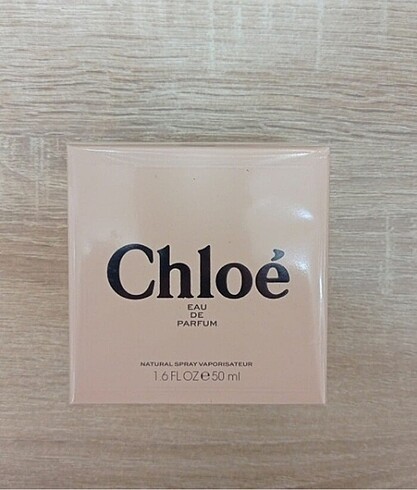 Chloé
EAU
DE
PARFUM
NATURAL SPRAY VAPORISATEUR
1.6 FL OZ ℮ 50 ml